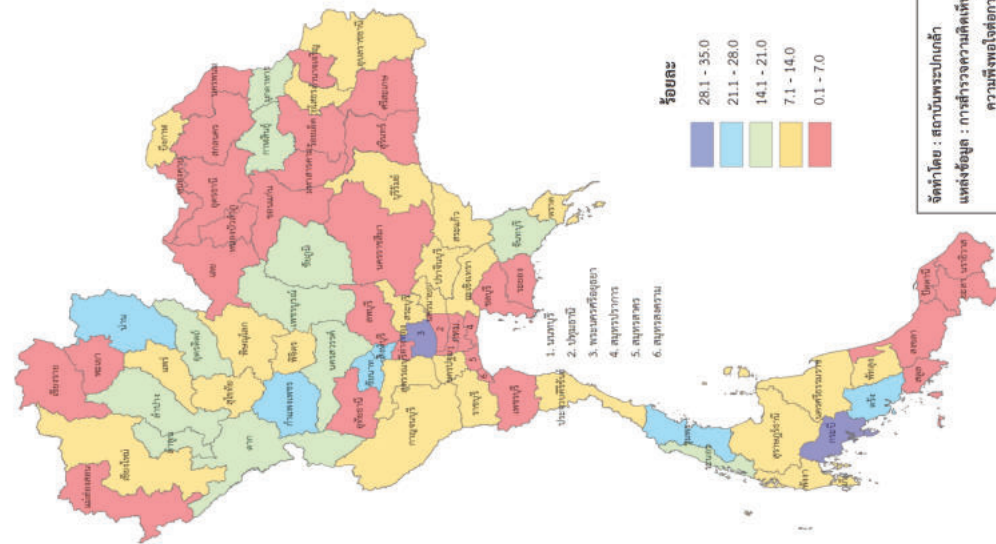 เชียงราย
แม่ฮ่องสอน
พะเยา
เชียงใหม่
น่าน
ลำพูน
ลำปาง
แพร่
อุตรดิตถ์
ตาก
สุโขทัย
พิษณุโลก
กำแพงเพชร
พิจิตร
เพชรบูรณ์
นครสวรรค์
อุทัยธานี
ชัยนาท
ลพบุรี
สิงห์บุรี
อ่างทอง
สระบุรี
สุพรรณบุรี
กาญจนบุรี
นครปฐม
ราชบุรี
เพชรบุรี
ประจวบคีรีขันธ์
กทม.
นครนายก
ปราจีนบุรี
ฉะเชิงเทรา
สระแก้ว
ชลบุรี
ระยอง
จันทบุรี
ตราด
เลย
หนองบัวลำภู
อุดรธานี
หนองคาย
บึงกาฬ
สกลนคร
นครพนม
ขอนแก่น
กาฬสินธุ์
มุกดาหาร
ชัยภูมิ
มหาสารคาม
ร้อยเอ็ด
ยโสธร
อำนาจเจริญ
อุบลราชธานี
ศรีสะเกษ
สุรินทร์
บุรีรัมย์
นครราชสีมา
ชุมพร
ระนอง
สุราษฎร์ธานี
นครศรีธรรมราช
พังงา
กระบี่
ตรัง
พัทลุง
สตูล
สงขลา
ปัตตานี
ยะลา
นราธิวาส
1
2
3
4
5
6
1. นนทบุรี
2. ปทุมธานี
3. พระนครศรีอยุธยา
4. สมุทรปราการ
5. สมุทรสาคร
6. สมุทรสงคราม
ร้อยละ
28.1 - 35.0
21.1 - 28.0
14.1 - 21.0
7.1 - 14.0
0.1 - 7.0
จัดทำโดย : สถาบันพระปกเกล้า
แหล่งข้อมูล : การสำรวจความคิดเห็น
ความพึงพอใจต่อกา